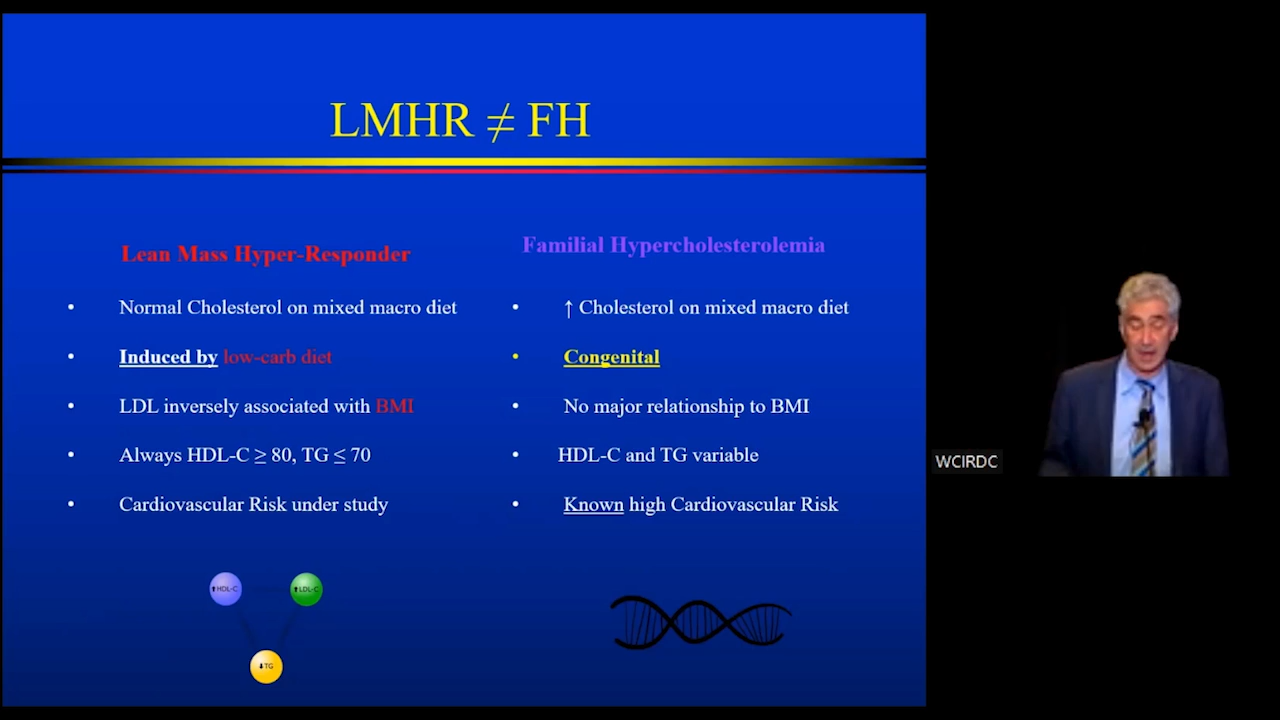 LMHR ≠ FH
Lean Mass Hyper-Responder
• Normal Cholesterol on mixed macro diet
• Induced by low-carb diet
• LDL inversely associated with BMI
• Always HDL-C ≥ 80, TG ≤ 70
• Cardiovascular Risk under study
⬆HDL-C
⬆LDL-C
⬇TG
Familial Hypercholesterolemia
• ↑ Cholesterol on mixed macro diet
• Congenital
• No major relationship to BMI
• HDL-C and TG variable
• Known high Cardiovascular Risk
WCIRDC